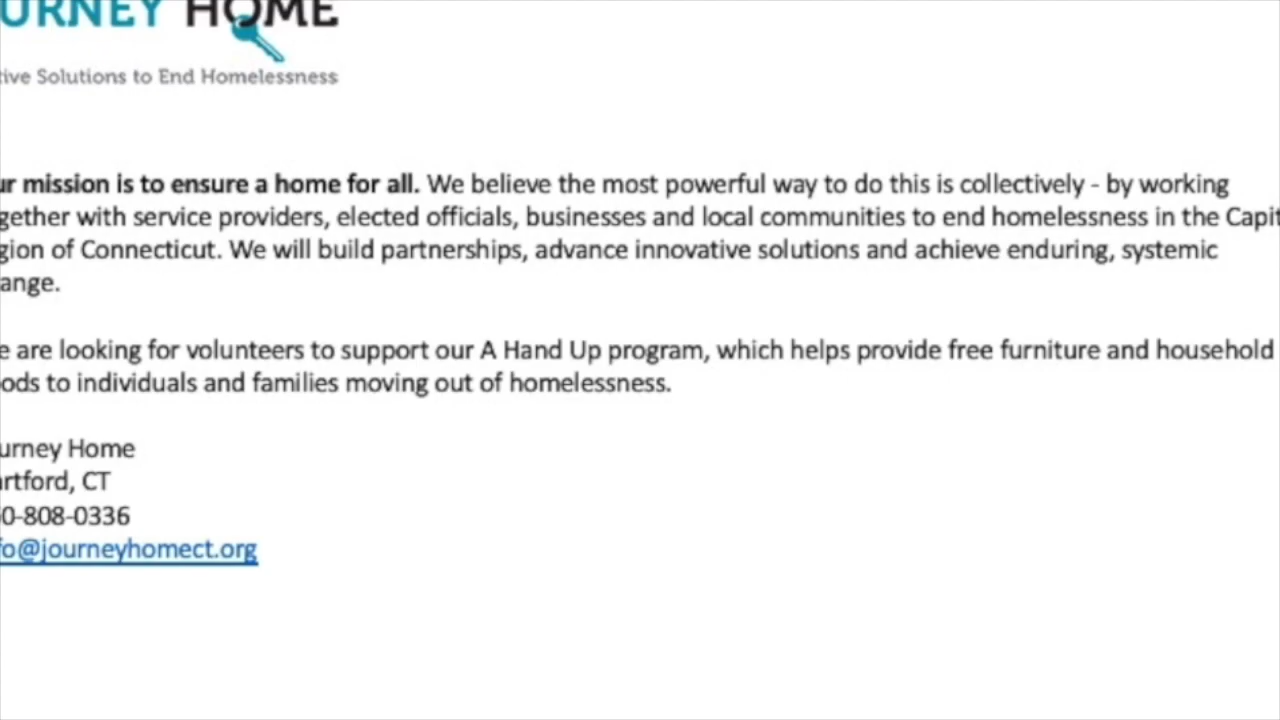 URNEY HOME
tive Solutions to End Homelessness
ur mission is to ensure a home for all. We believe the most powerful way to do this is collectively - by working
gether with service providers, elected officials, businesses and local communities to end homelessness in the Capit
gion of Connecticut. We will build partnerships, advance innovative solutions and achieve enduring, systemic
ange.
e are looking for volunteers to support our A Hand Up program, which helps provide free furniture and household
ods to individuals and families moving out of homelessness.
urney Home
artford, CT
0-808-0336
fo@journeyhomect.org